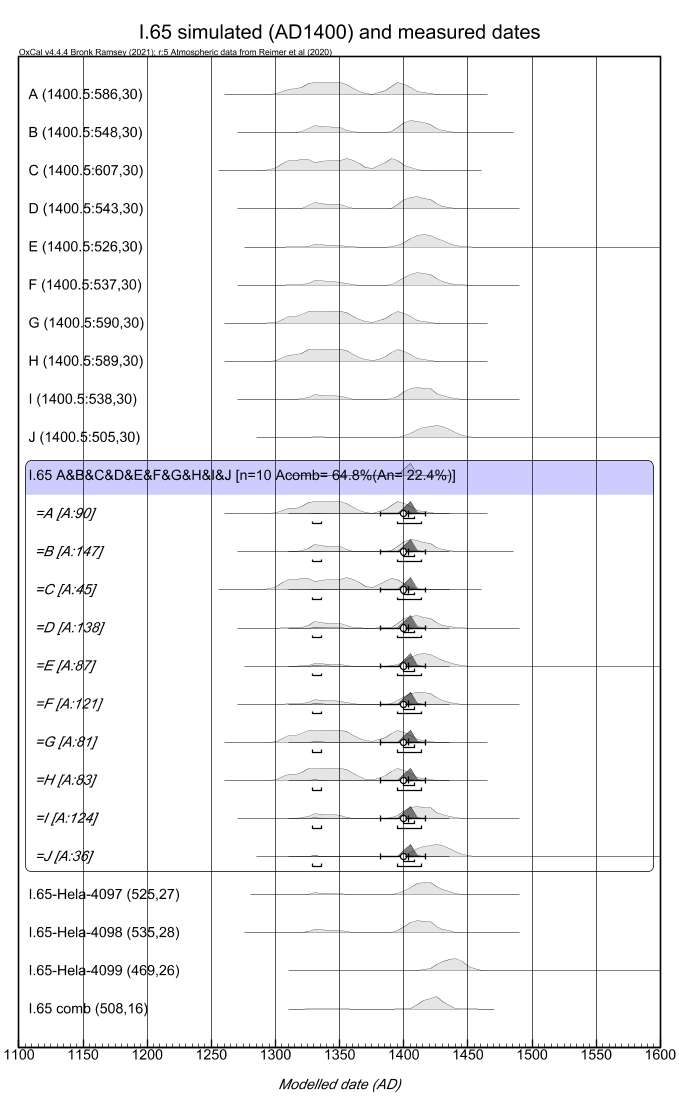 I.65 simulated (AD1400) and measured dates
OxCal v4.4.4 Bronk Ramsey (2021); r:5 Atmospheric data from Reimer et al (2020)
A (1400.5:586,30)
B (1400.5:548,30)
C (1400.5:607,30)
D (1400.5:543,30)
E (1400.5:526,30)
F (1400.5:537,30)
G (1400.5:590,30)
H (1400.5:589,30)
I (1400.5:538,30)
J (1400.5:505,30)
I.65 A&B&C&D&E&F&G&H&I&J [n=10 Acomb= 64.8%(An= 22.4%)]
=A [A:90]
=B [A:147]
=C [A:45]
=D [A:138]
=E [A:87]
=F [A:121]
=G [A:81]
=H [A:83]
=I [A:124]
=J [A:36]
I.65-Hela-4097 (525,27)
I.65-Hela-4098 (535,28)
I.65-Hela-4099 (469,26)
I.65 comb (508,16)
1100 1150 1200 1250 1300 1350 1400 1450 1500 1550 1600
Modelled date (AD)